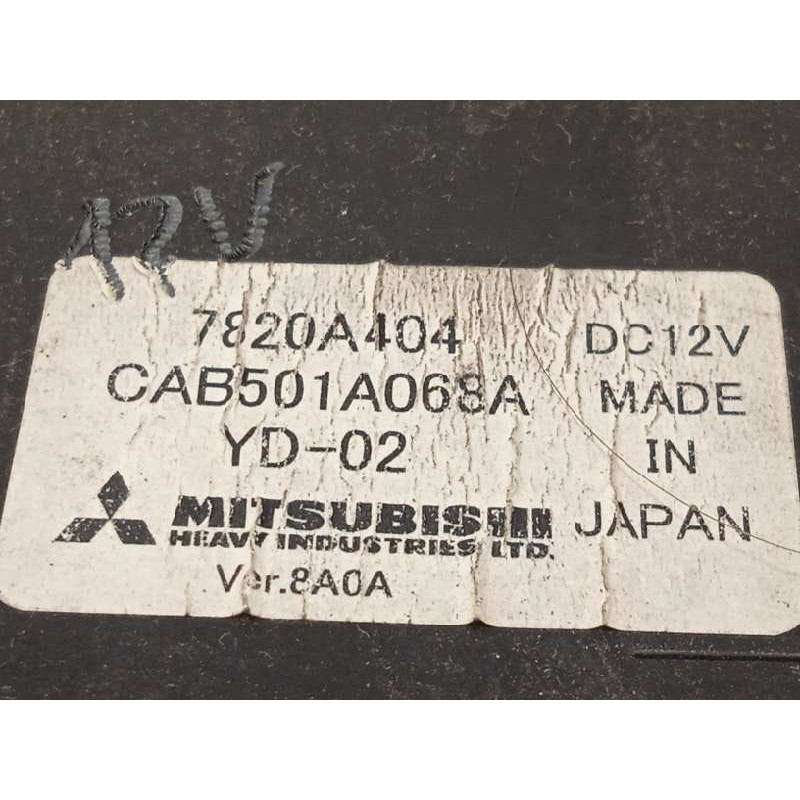 12V
7820A404 DC12V
CAB501A068A MADE
YD-02 IN
MITSUBISHI JAPAN
HEAVY INDUSTRIES LTD.
Ver.8A0A